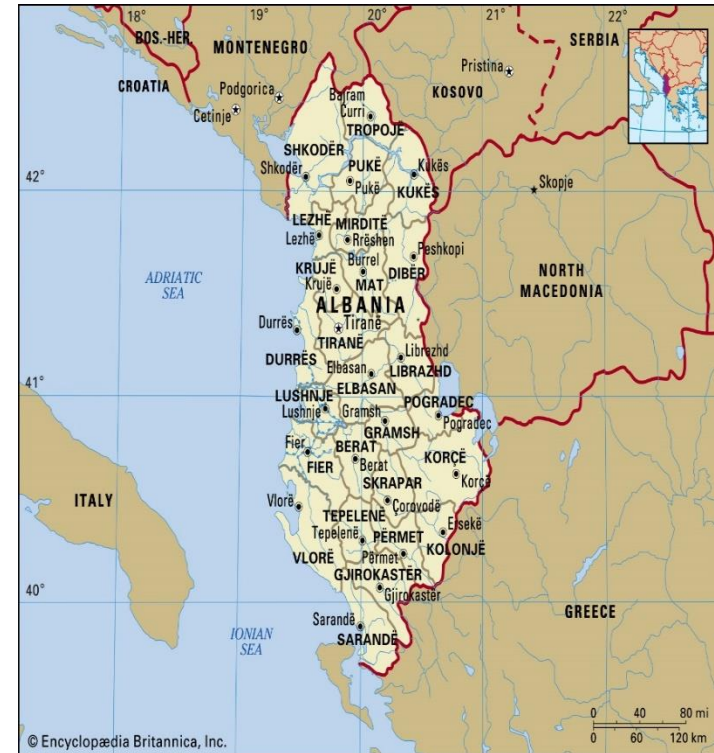 18° 19° 20° 21° 22°
BOS.-HER.
MONTENEGRO
SERBIA
CROATIA
Podgorica
Cetinje
Pristina
KOSOVO
Bajram
Curri
TROPOJË
SHKODËR
Shkodër
PUKË
Pukë
Kukës
KUKËS
42°
Skopje
LEZHË
Lezhë
MIRDITË
Rrëshen
Peshkopi
Burrel
KRUJË
Krujë
MAT
DIBËR
NORTH
MACEDONIA
ADRIATIC
SEA
ALBANIA
Durrës
Tiranë
TIRANË
DURRËS
Librazhd
LIBRAZHD
Elbasan
ELBASAN
41°
LUSHNJE
Lushnje
Gramsh
GRAMSH
POGRADEC
Pogradec
Fier
FIER
BERAT
Berat
KORÇË
Korçë
SKRAPAR
Çorovodë
ITALY
Vlorë
TEPELENË
Tepelenë
PËRMET
Përmet
Ersekë
KOLONJË
VLORË
GJIROKASTËR
Gjirokastër
40°
GREECE
Sarandë
SARANDË
IONIAN
SEA
0 40 80 mi
0 60 120 km
© Encyclopædia Britannica, Inc.